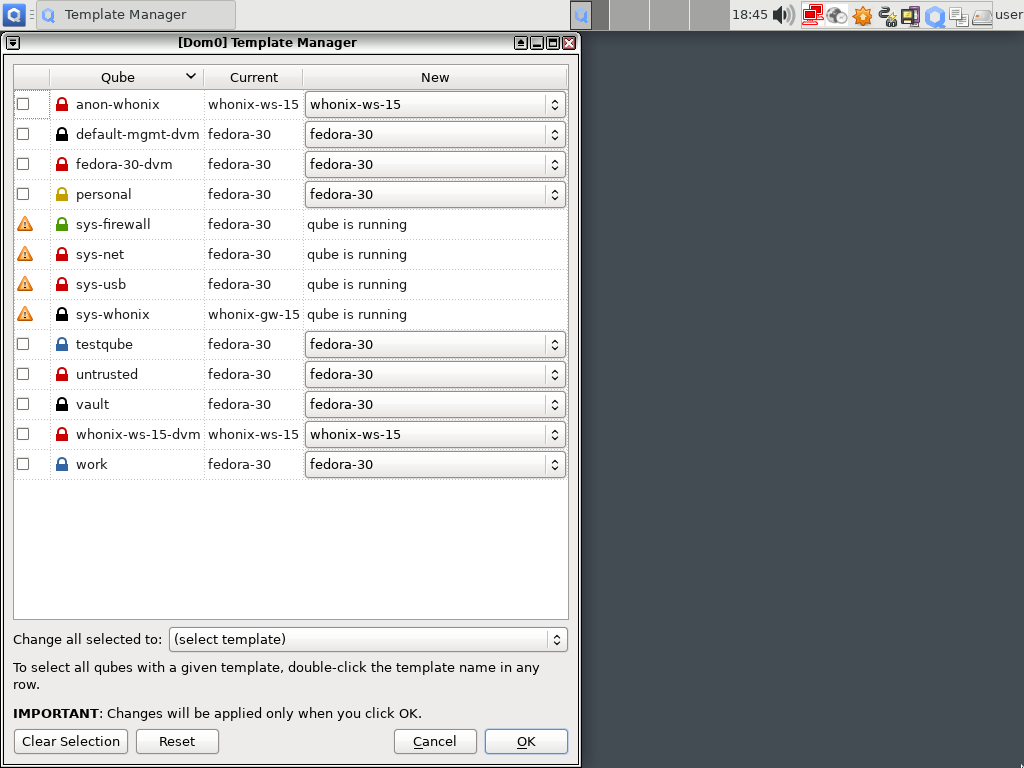 Template Manager
18:45
user
[Dom0] Template Manager
Qube Current New
anon-whonix whonix-ws-15 whonix-ws-15
default-mgmt-dvm fedora-30 fedora-30
fedora-30-dvm fedora-30 fedora-30
personal fedora-30 fedora-30
sys-firewall fedora-30 qube is running
sys-net fedora-30 qube is running
sys-usb fedora-30 qube is running
sys-whonix whonix-gw-15 qube is running
testqube fedora-30 fedora-30
untrusted fedora-30 fedora-30
vault fedora-30 fedora-30
whonix-ws-15-dvm whonix-ws-15 whonix-ws-15
work fedora-30 fedora-30
Change all selected to: (select template)
To select all qubes with a given template, double-click the template name in any
row.
IMPORTANT: Changes will be applied only when you click OK.
Clear Selection Reset Cancel OK